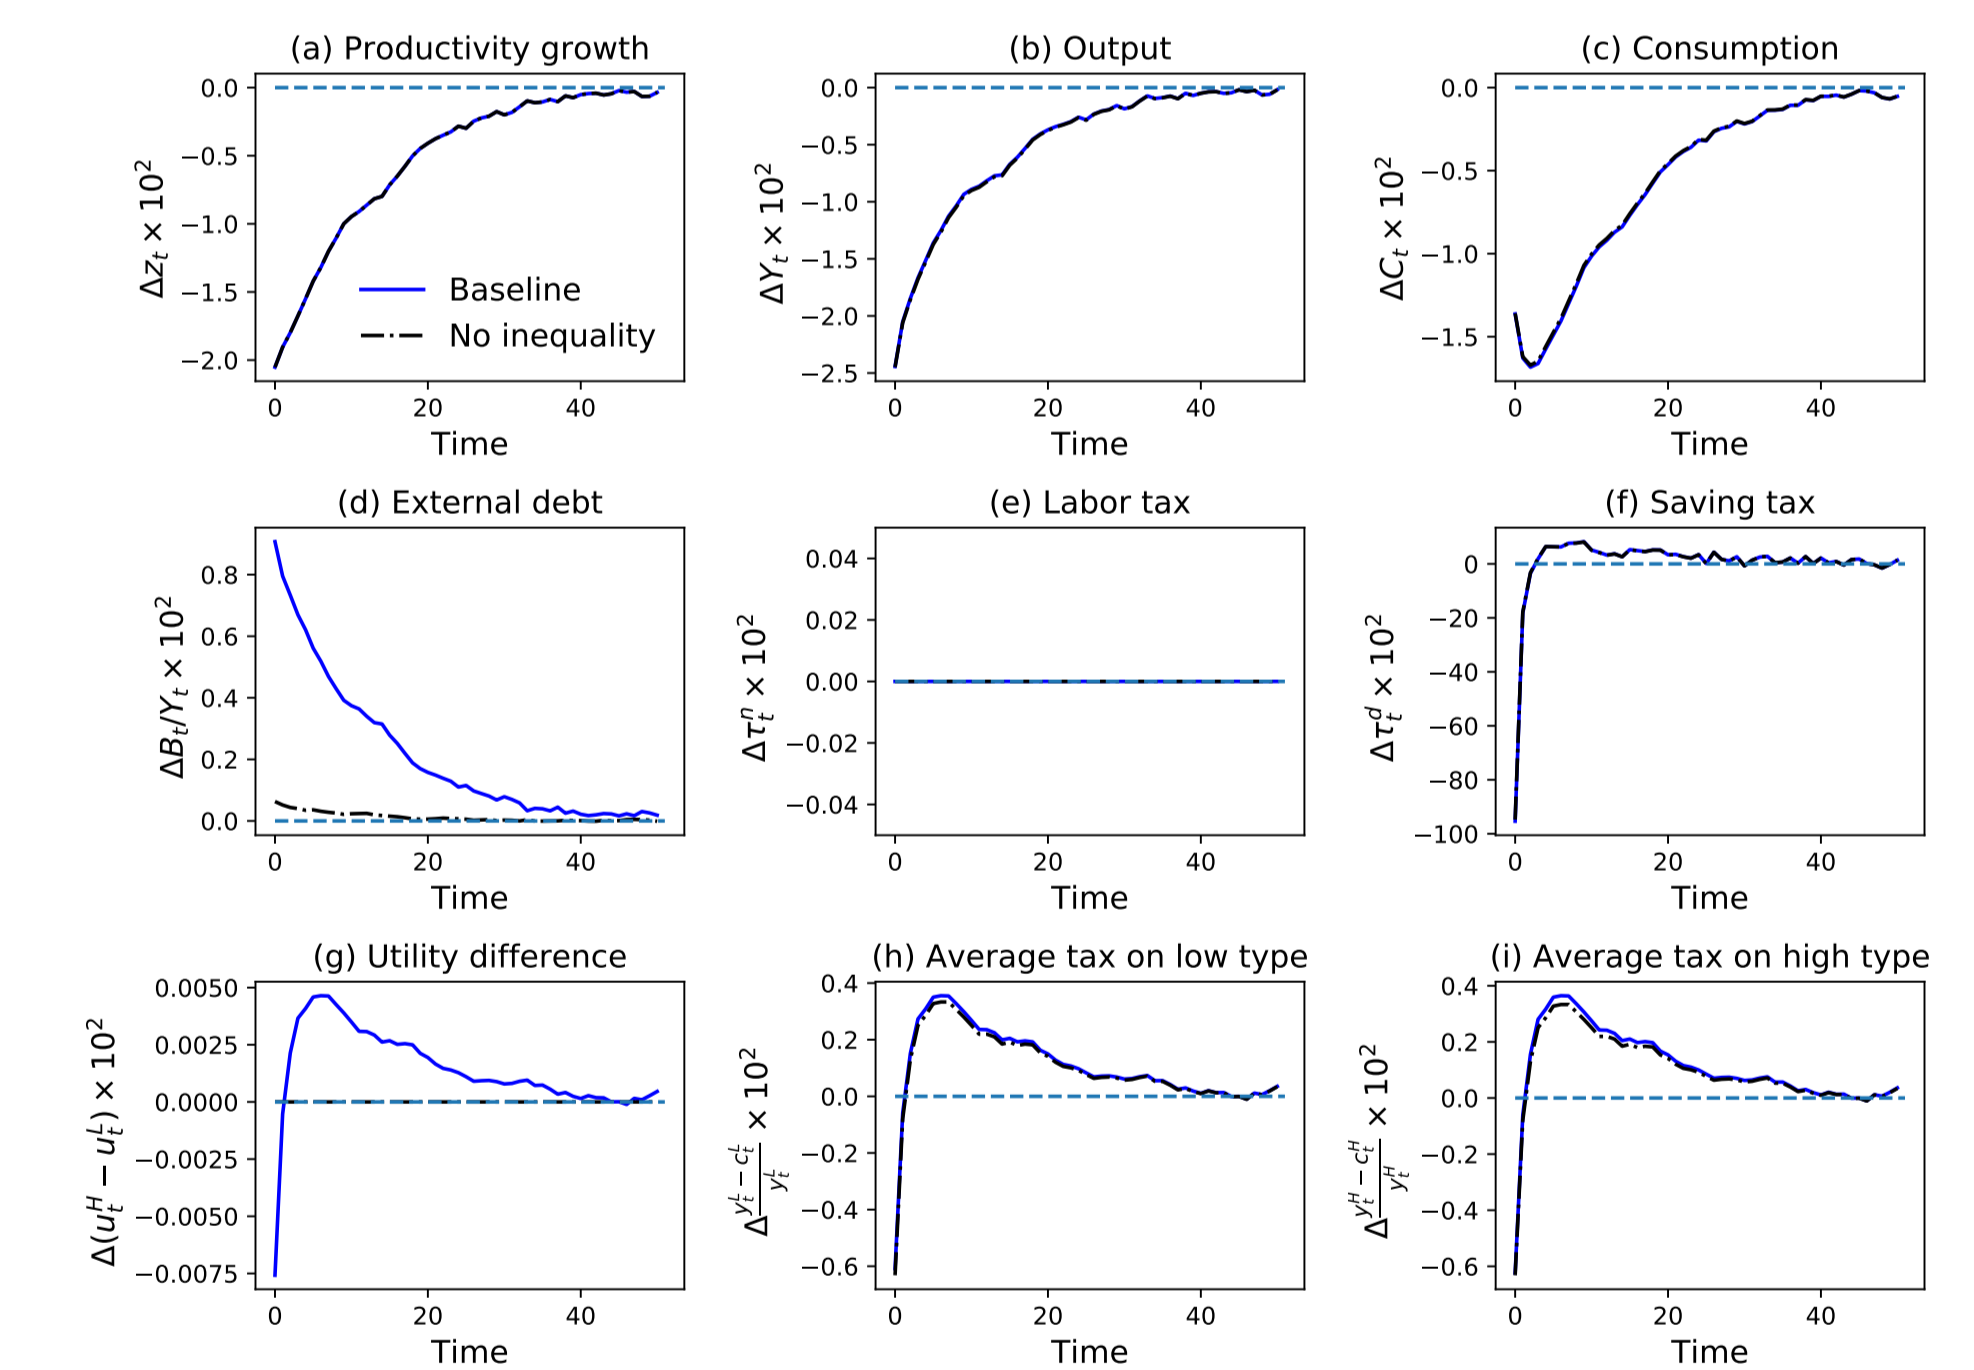 (a) Productivity growth
Δz_t × 10^2
0.0
−0.5
−1.0
−1.5
−2.0
Baseline
No inequality
0 20 40
Time
(b) Output
ΔY_t × 10^2
0.0
−0.5
−1.0
−1.5
−2.0
−2.5
0 20 40
Time
(c) Consumption
ΔC_t × 10^2
0.0
−0.5
−1.0
−1.5
0 20 40
Time
(d) External debt
ΔB_t/Y_t × 10^2
0.8
0.6
0.4
0.2
0.0
0 20 40
Time
(e) Labor tax
Δτ_t^n × 10^2
0.04
0.02
0.00
−0.02
−0.04
0 20 40
Time
(f) Saving tax
Δτ_t^d × 10^2
0
−20
−40
−60
−80
−100
0 20 40
Time
(g) Utility difference
Δ(u_t^H − u_t^L) × 10^2
0.0050
0.0025
0.0000
−0.0025
−0.0050
−0.0075
0 20 40
Time
(h) Average tax on low type
Δ\frac{y_t^L − c_t^L}{y_t^L} × 10^2
0.4
0.2
0.0
−0.2
−0.4
−0.6
0 20 40
Time
(i) Average tax on high type
Δ\frac{y_t^H − c_t^H}{y_t^H} × 10^2
0.4
0.2
0.0
−0.2
−0.4
−0.6
0 20 40
Time